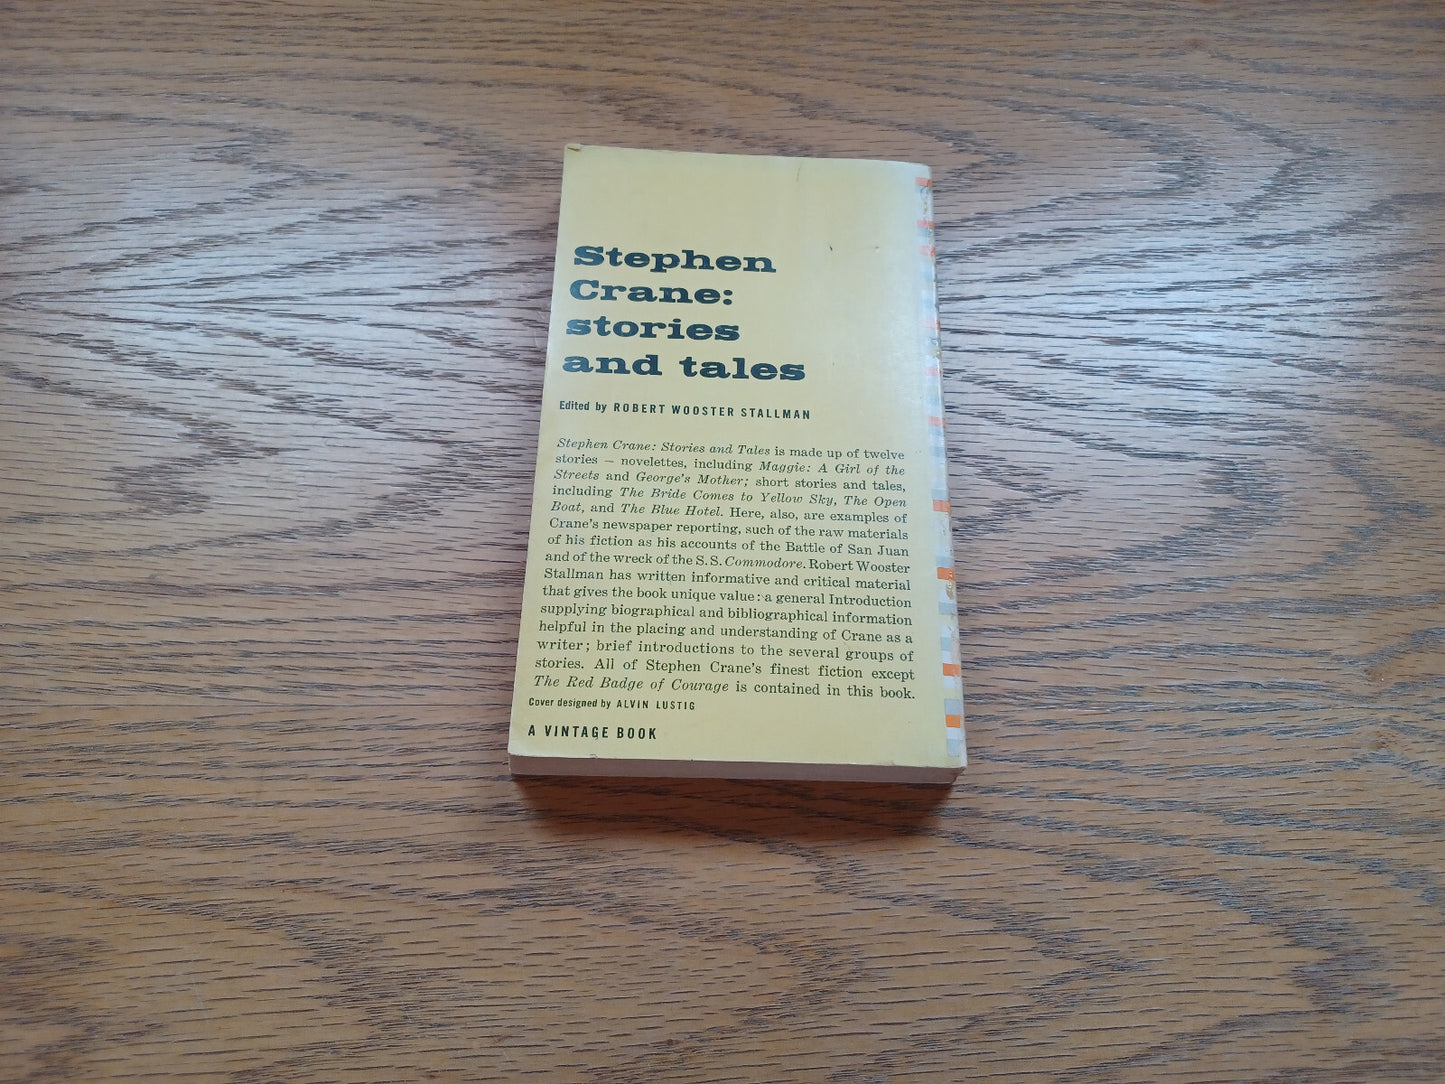 Stephen
Crane:
stories
and tales
Edited by ROBERT WOOSTER STALLMAN
Stephen Crane: Stories and Tales is made up of twelve
stories — novelettes, including Maggie: A Girl of the
Streets and George's Mother; short stories and tales,
including The Bride Comes to Yellow Sky, The Open
Boat, and The Blue Hotel. Here, also, are examples of
Crane's newspaper reporting, such of the raw materials
of his fiction as his accounts of the Battle of San Juan
and of the wreck of the S.S. Commodore. Robert Wooster
Stallman has written informative and critical material
that gives the book unique value: a general Introduction
supplying biographical and bibliographical information
helpful in the placing and understanding of Crane as a
writer; brief introductions to the several groups of
stories. All of Stephen Crane's finest fiction except
The Red Badge of Courage is contained in this book.
Cover designed by ALVIN LUSTIG
A VINTAGE BOOK